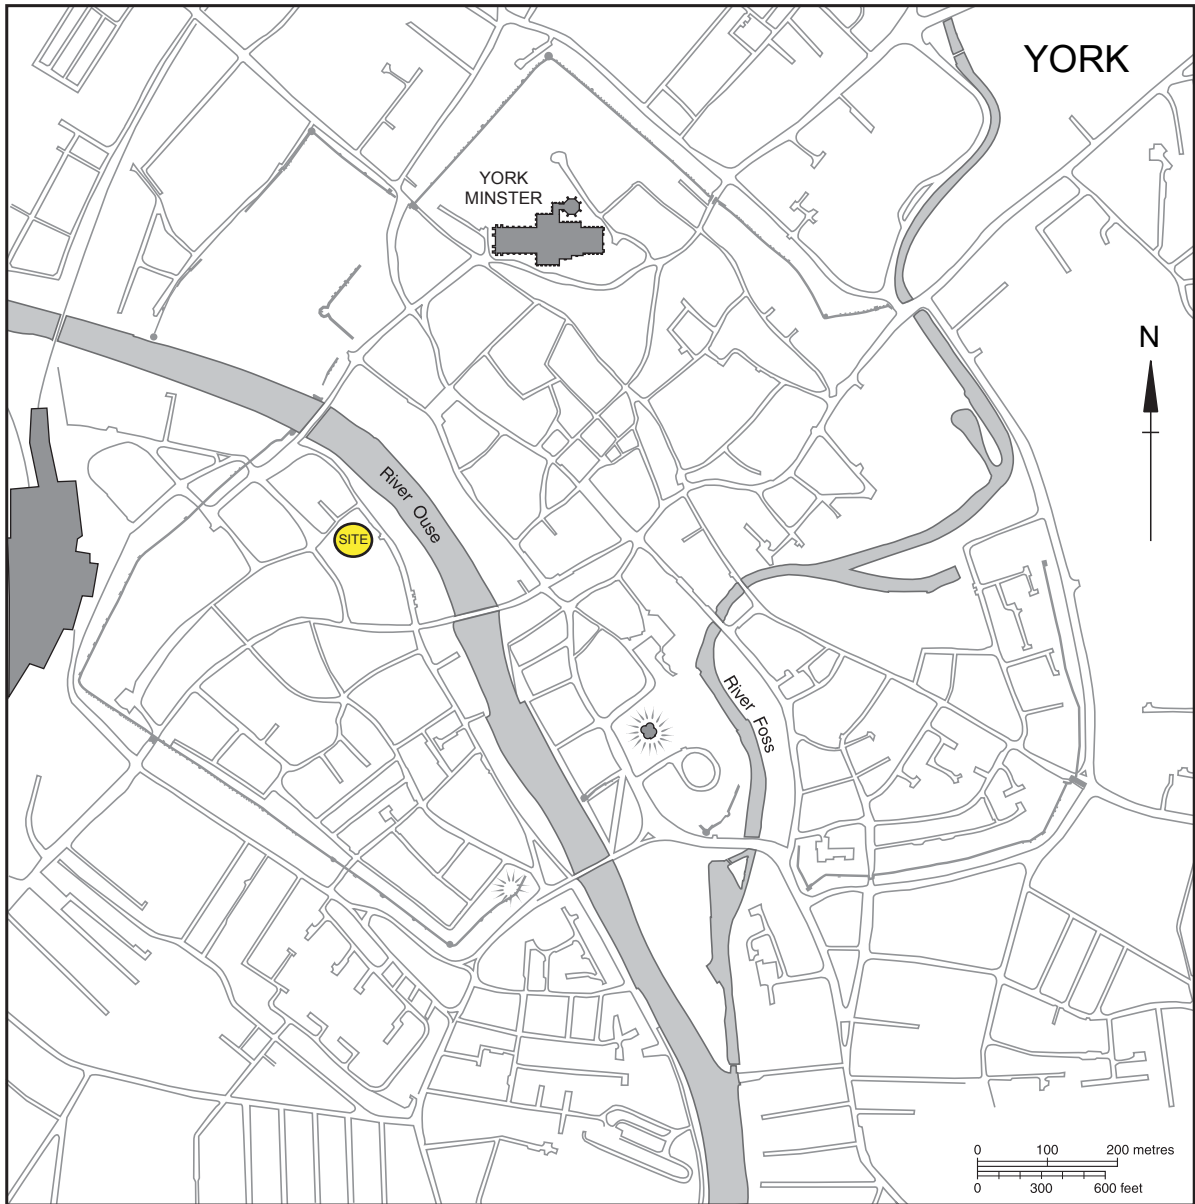 YORK
YORK
MINSTER
N
River Ouse
SITE
River Foss
0 100 200 metres
0 300 600 feet